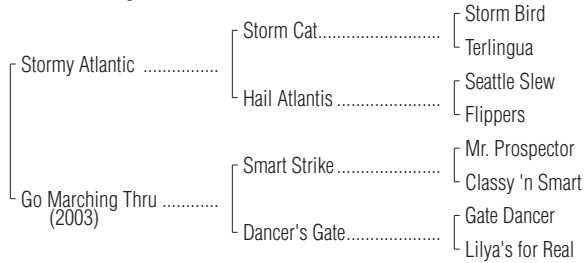 Storm Bird
Storm Cat....................
Terlingua
Stormy Atlantic ...............
Seattle Slew
Hail Atlantis .................
Flippers
Mr. Prospector
Smart Strike .................
Classy 'n Smart
Go Marching Thru ............
(2003)
Gate Dancer
Dancer's Gate................
Lilya's for Real